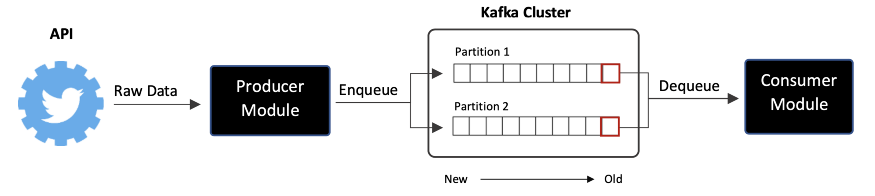 Kafka Cluster
API
Partition 1
Raw Data
Producer
Module
Enqueue
Dequeue
Consumer
Module
Partition 2
New
Old